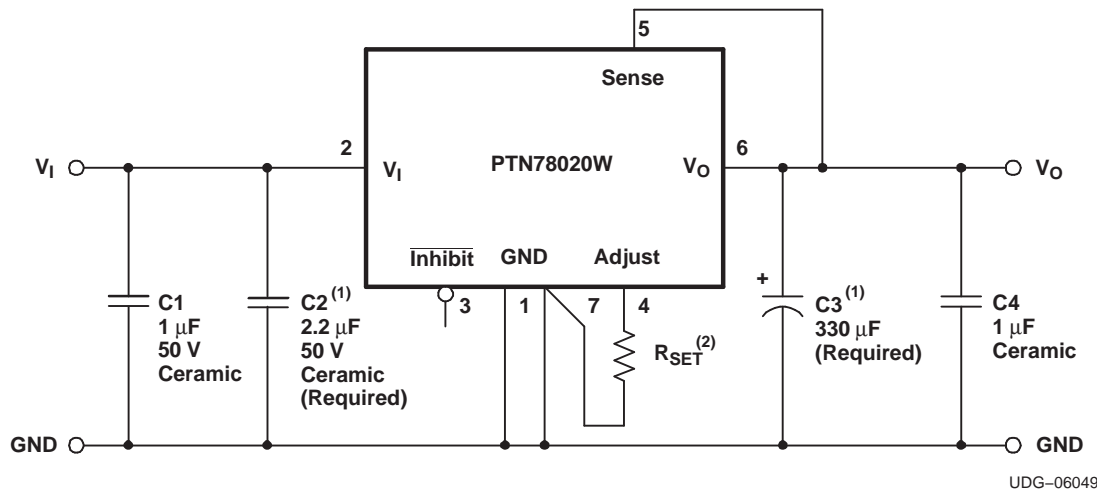 5
Sense
2
PTN78020W
6
V_I
V_I
V_O
V_O
Inhibit
GND
Adjust
3
1
7
4
C1
1 μF
50 V
Ceramic
C2 (1)
2.2 μF
50 V
Ceramic
(Required)
R_SET (2)
+
C3 (1)
330 μF
(Required)
C4
1 μF
Ceramic
GND
GND
UDG–06049